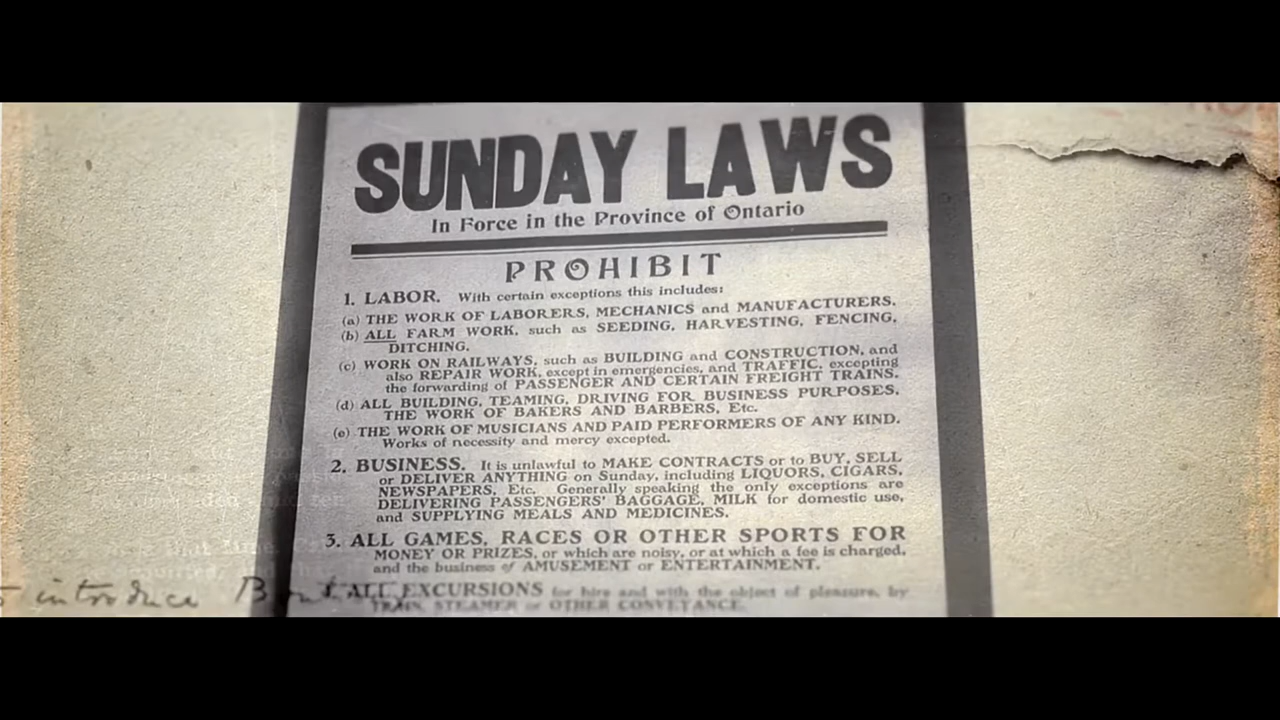 SUNDAY LAWS
In Force in the Province of Ontario
PROHIBIT
1. LABOR. With certain exceptions this includes:
(a) THE WORK OF LABORERS, MECHANICS and MANUFACTURERS.
(b) ALL FARM WORK, such as SEEDING, HARVESTING, FENCING,
DITCHING.
(c) WORK ON RAILWAYS, such as BUILDING and CONSTRUCTION, and
also REPAIR WORK, except in emergencies, and TRAFFIC, excepting
the forwarding of PASSENGER AND CERTAIN FREIGHT TRAINS.
(d) ALL BUILDING, TEAMING, DRIVING FOR BUSINESS PURPOSES,
THE WORK OF BAKERS AND BARBERS, Etc.
(e) THE WORK OF MUSICIANS AND PAID PERFORMERS OF ANY KIND.
Works of necessity and mercy excepted.
2. BUSINESS. It is unlawful to MAKE CONTRACTS or to BUY, SELL
or DELIVER ANYTHING on Sunday, including LIQUORS, CIGARS,
NEWSPAPERS, Etc. Generally speaking the only exceptions are
DELIVERING PASSENGERS' BAGGAGE, MILK for domestic use,
and SUPPLYING MEALS AND MEDICINES.
3. ALL GAMES, RACES OR OTHER SPORTS FOR
MONEY OR PRIZES, or which are noisy, or at which a fee is charged,
and the business of AMUSEMENT or ENTERTAINMENT.
ALL EXCURSIONS for hire and with the object of pleasure, by
TRAIN, STEAMER or OTHER CONVEYANCE.
introduce